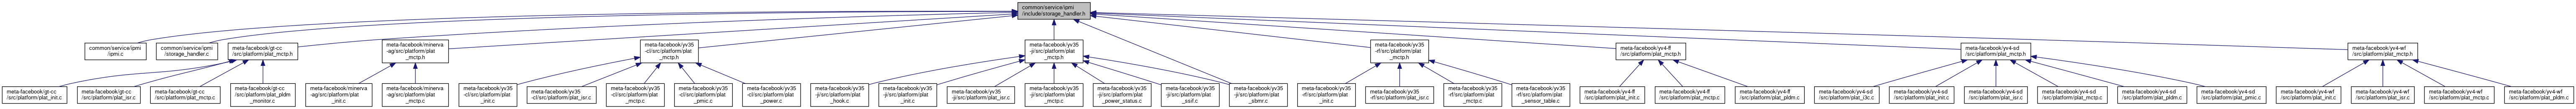 common/service/ipmi
/include/storage_handler.h
common/service/ipmi
/ipmi.c
common/service/ipmi
/storage_handler.c
meta-facebook/gt-cc
/src/platform/plat_mctp.h
meta-facebook/minerva
-ag/src/platform/plat
_mctp.h
meta-facebook/yv35
-cl/src/platform/plat
_mctp.h
meta-facebook/yv35
-ji/src/platform/plat
_mctp.h
meta-facebook/yv35
-rf/src/platform/plat
_mctp.h
meta-facebook/yv4-ff
/src/platform/plat_mctp.h
meta-facebook/yv4-sd
/src/platform/plat_mctp.h
meta-facebook/yv4-wf
/src/platform/plat_mctp.h
meta-facebook/gt-cc
/src/platform/plat_init.c
meta-facebook/gt-cc
/src/platform/plat_isr.c
meta-facebook/gt-cc
/src/platform/plat_mctp.c
meta-facebook/gt-cc
/src/platform/plat_pldm
_monitor.c
meta-facebook/minerva
-ag/src/platform/plat
_init.c
meta-facebook/minerva
-ag/src/platform/plat
_mctp.c
meta-facebook/yv35
-cl/src/platform/plat
_init.c
meta-facebook/yv35
-cl/src/platform/plat_isr.c
meta-facebook/yv35
-cl/src/platform/plat
_mctp.c
meta-facebook/yv35
-cl/src/platform/plat
_pmic.c
meta-facebook/yv35
-cl/src/platform/plat
_power.c
meta-facebook/yv35
-ji/src/platform/plat
_hook.c
meta-facebook/yv35
-ji/src/platform/plat
_init.c
meta-facebook/yv35
-ji/src/platform/plat_isr.c
meta-facebook/yv35
-ji/src/platform/plat
_mctp.c
meta-facebook/yv35
-ji/src/platform/plat
_power_status.c
meta-facebook/yv35
-ji/src/platform/plat
_ssif.c
meta-facebook/yv35
-ji/src/platform/plat
_sbmr.c
meta-facebook/yv35
-rf/src/platform/plat
_init.c
meta-facebook/yv35
-rf/src/platform/plat_isr.c
meta-facebook/yv35
-rf/src/platform/plat
_mctp.c
meta-facebook/yv35
-rf/src/platform/plat
_sensor_table.c
meta-facebook/yv4-ff
/src/platform/plat_init.c
meta-facebook/yv4-ff
/src/platform/plat_mctp.c
meta-facebook/yv4-ff
/src/platform/plat_pldm.c
meta-facebook/yv4-sd
/src/platform/plat_i3c.c
meta-facebook/yv4-sd
/src/platform/plat_init.c
meta-facebook/yv4-sd
/src/platform/plat_isr.c
meta-facebook/yv4-sd
/src/platform/plat_mctp.c
meta-facebook/yv4-sd
/src/platform/plat_pldm.c
meta-facebook/yv4-sd
/src/platform/plat_pmic.c
meta-facebook/yv4-wf
/src/platform/plat_init.c
meta-facebook/yv4-wf
/src/platform/plat_isr.c
meta-facebook/yv4-wf
/src/platform/plat_mctp.c
meta-facebook/yv4-wf
/src/platform/plat_pldm.c